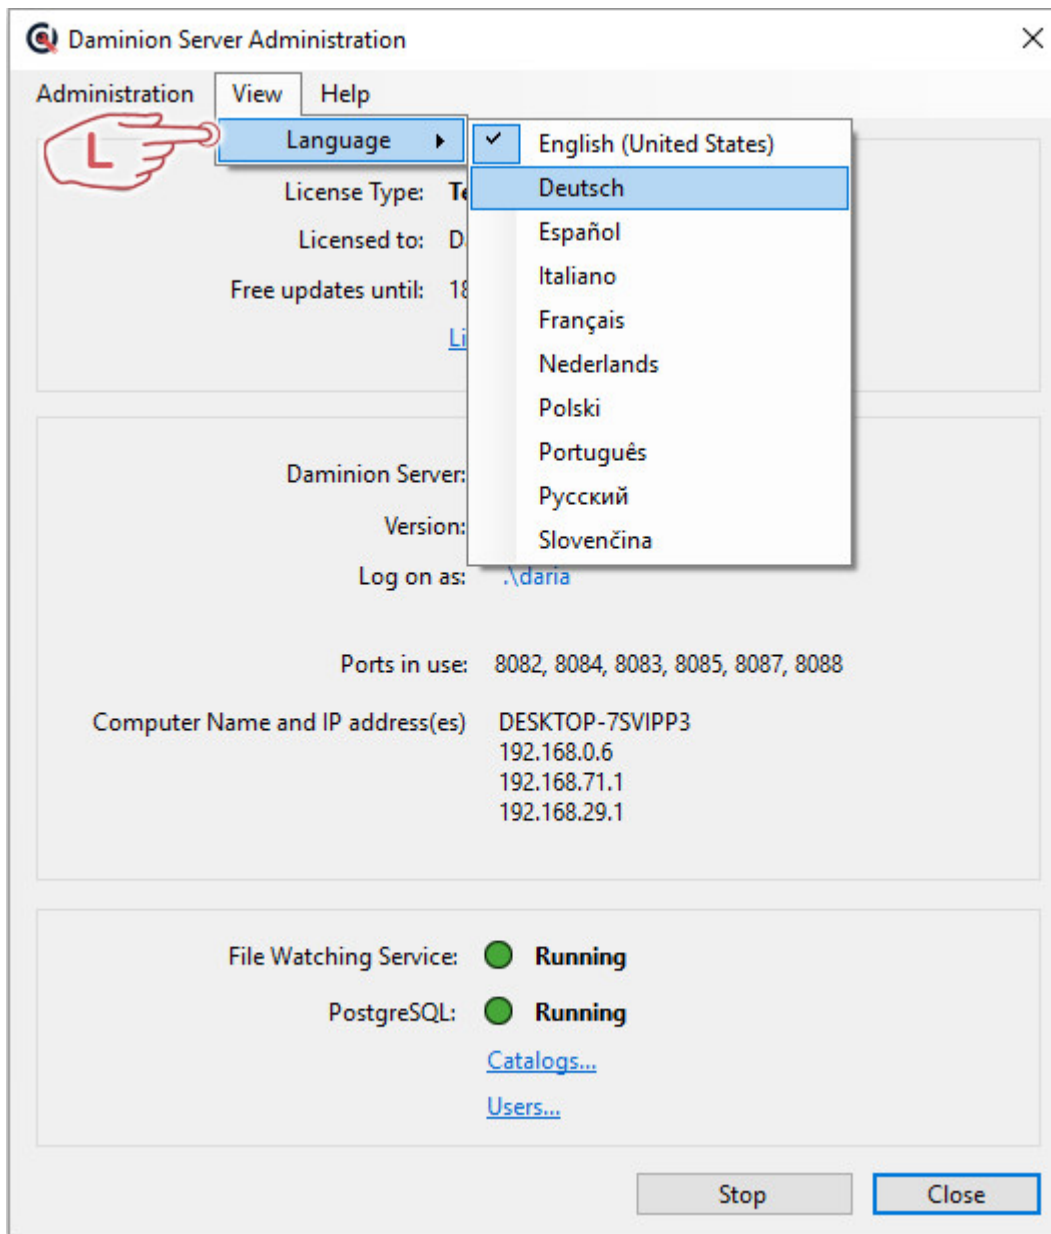 Daminion Server Administration
Administration View Help
L
Language
English (United States)
Deutsch
Español
Italiano
Français
Nederlands
Polski
Português
Русский
Slovenčina
License Type:
Licensed to:
Free updates until: 18
Daminion Server:
Version:
Log on as: .\daria
Ports in use: 8082, 8084, 8083, 8085, 8087, 8088
Computer Name and IP address(es) DESKTOP-7SVIPP3
192.168.0.6
192.168.71.1
192.168.29.1
File Watching Service: Running
PostgreSQL: Running
Catalogs...
Users...
Stop Close